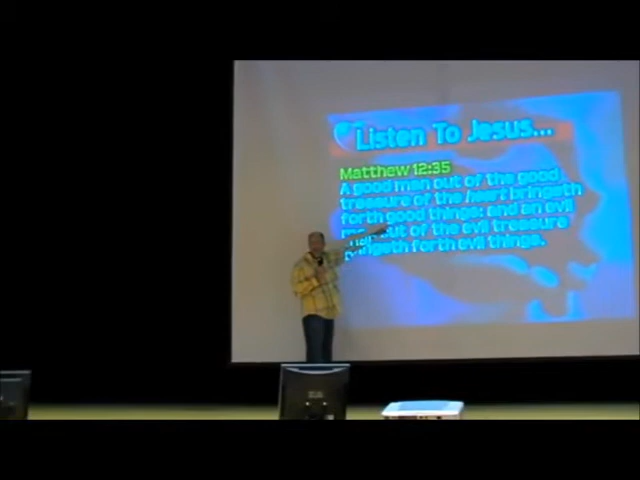 Listen To Jesus...
Matthew 12:35
A good man out of the good
treasure of the heart bringeth
forth good things: and an evil
out of the evil treasure
forth evil things.